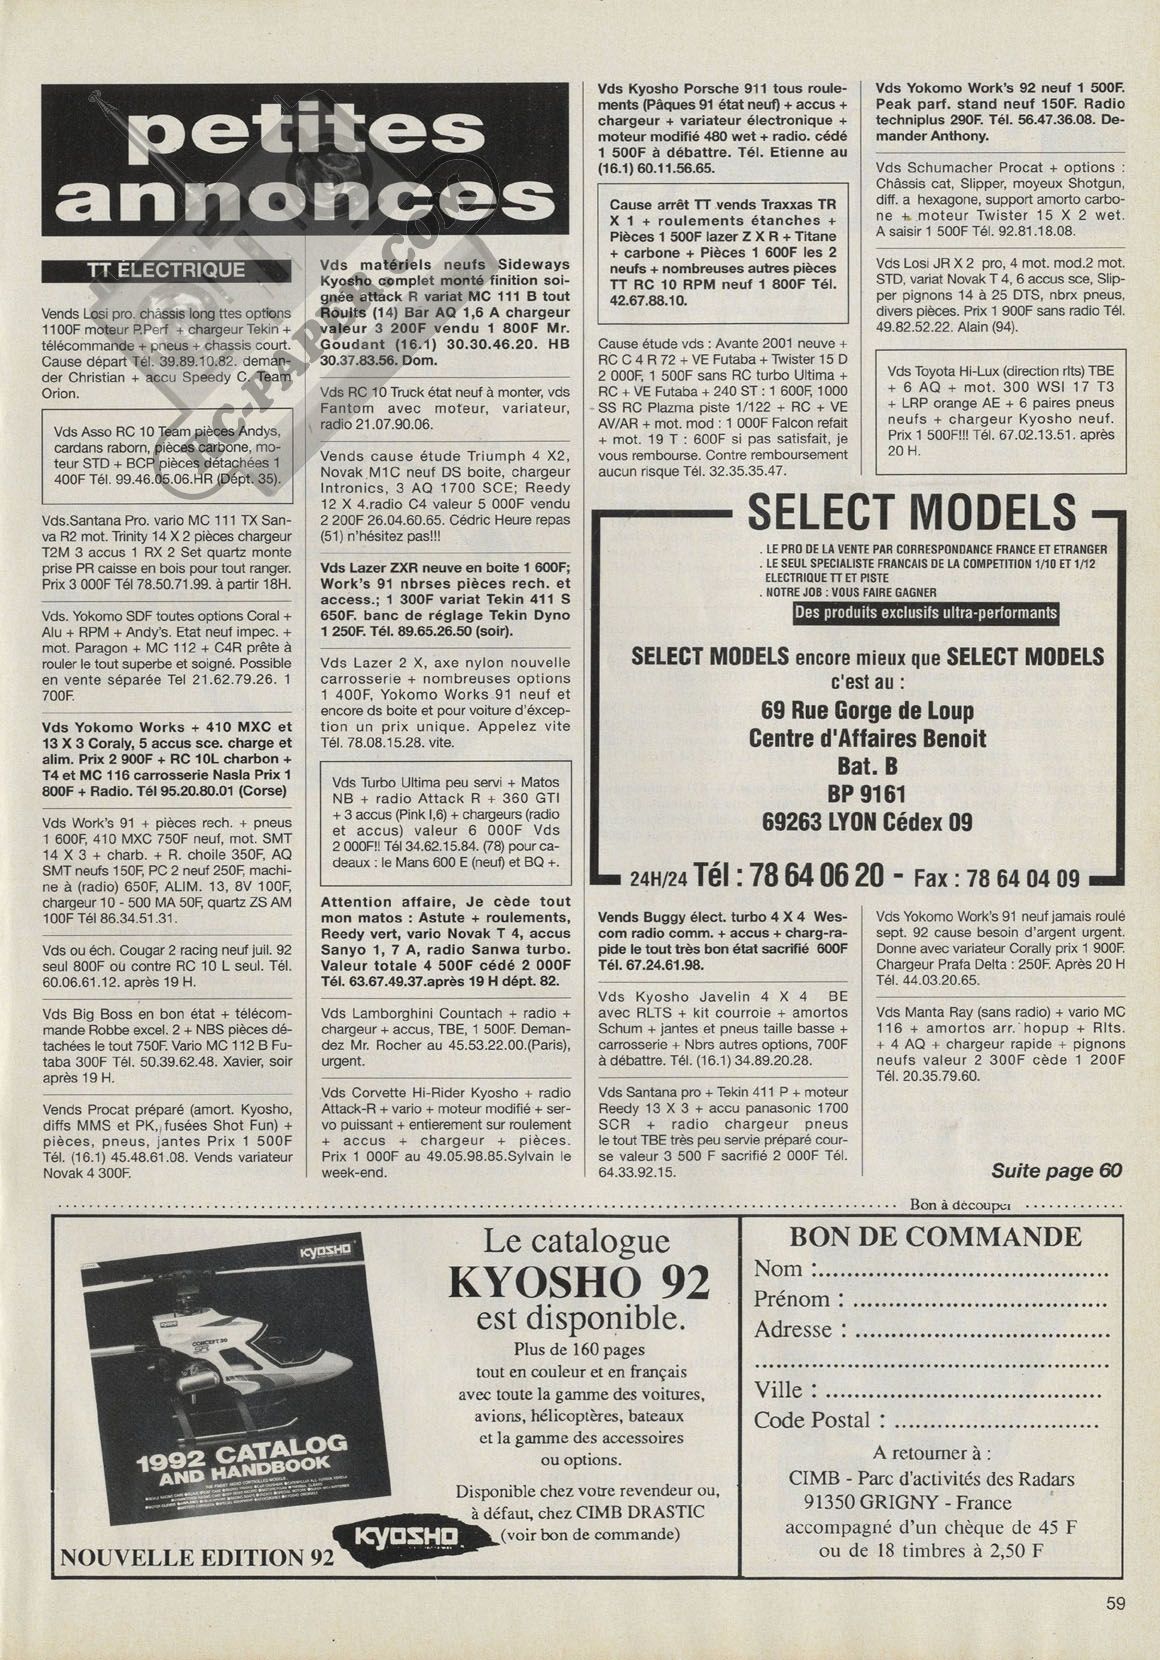 petites
annonces
TT ÉLECTRIQUE
Vends Losi pro. châssis long ttes options
1100F moteur P.Perf + chargeur Tekin +
télécommande + pneus + chassis court.
Cause départ Tél. 39.89.10.82. deman-
der Christian + accu Speedy C. Team
Orion.
Vds Asso RC 10 Team pièces Andys,
cardans raborn, pièces carbone, mo-
teur STD + BCP pièces détachées 1
400F Tél. 99.46.05.06.HR (Dépt. 35).
Vds.Santana Pro. vario MC 111 TX San-
va R2 mot. Trinity 14 X 2 pièces chargeur
T2M 3 accus 1 RX 2 Set quartz monte
prise PR caisse en bois pour tout ranger.
Prix 3 000F Tél 78.50.71.99. à partir 18H.
Vds. Yokomo SDF toutes options Coral +
Alu + RPM + Andy's. Etat neuf impec. +
mot. Paragon + MC 112 + C4R prête à
rouler le tout superbe et soigné. Possible
en vente séparée Tel 21.62.79.26. 1
700F.
Vds Yokomo Works + 410 MXC et
13 X 3 Coraly, 5 accus sce. charge et
alim. Prix 2 900F + RC 10L charbon +
T4 et MC 116 carrosserie Nasla Prix 1
800F + Radio. Tél 95.20.80.01 (Corse)
Vds Work's 91 + pièces rech. + pneus
1 600F, 410 MXC 750F neuf, mot. SMT
14 X 3 + charb. + R. choile 350F, AQ
SMT neufs 150F, PC 2 neuf 250F, machi-
ne à (radio) 650F, ALIM. 13, 8V 100F,
chargeur 10 - 500 MA 50F, quartz ZS AM
100F Tél 86.34.51.31.
Vds ou éch. Cougar 2 racing neuf juil. 92
seul 800F ou contre RC 10 L seul. Tél.
60.06.61.12. après 19 H.
Vds Big Boss en bon état + télécom-
mande Robbe excel. 2 + NBS pièces dé-
tachées le tout 750F. Vario MC 112 B Fu-
taba 300F Tél. 50.39.62.48. Xavier, soir
après 19 H.
Vends Procat préparé (amort. Kyosho,
diffs MMS et PK, fusées Shot Fun) +
pièces, pneus, jantes Prix 1 500F
Tél. (16.1) 45.48.61.08. Vends variateur
Novak 4 300F.
Vds matériels neufs Sideways
Kyosho complet monté finition soi-
gnée attack R variat MC 111 B tout
Roults (14) Bar AQ 1,6 A chargeur
valeur 3 200F vendu 1 800F Mr.
Goudant (16.1) 30.30.46.20. HB
30.37.83.56. Dom.
Vds RC 10 Truck état neuf à monter, vds
Fantom avec moteur, variateur,
radio 21.07.90.06.
Vends cause étude Triumph 4 X2,
Novak M1C neuf DS boite, chargeur
Intronics, 3 AQ 1700 SCE; Reedy
12 X 4.radio C4 valeur 5 000F vendu
2 200F 26.04.60.65. Cédric Heure repas
(51) n'hésitez pas!!!
Vds Lazer ZXR neuve en boite 1 600F;
Work's 91 nbrses pièces rech. et
access.; 1 300F variat Tekin 411 S
650F. banc de réglage Tekin Dyno
1 250F. Tél. 89.65.26.50 (soir).
Vds Lazer 2 X, axe nylon nouvelle
carrosserie + nombreuses options
1 400F, Yokomo Works 91 neuf et
encore ds boite et pour voiture d'éxcep-
tion un prix unique. Appelez vite
Tél. 78.08.15.28. vite.
Vds Turbo Ultima peu servi + Matos
NB + radio Attack R + 360 GTI
+ 3 accus (Pink I,6) + chargeurs (radio
et accus) valeur 6 000F Vds
2 000F!! Tél 34.62.15.84. (78) pour ca-
deaux : le Mans 600 E (neuf) et BQ +.
Attention affaire, Je cède tout
mon matos : Astute + roulements,
Reedy vert, vario Novak T 4, accus
Sanyo 1, 7 A, radio Sanwa turbo.
Valeur totale 4 500F cédé 2 000F
Tél. 63.67.49.37.après 19 H dépt. 82.
Vds Lamborghini Countach + radio +
chargeur + accus, TBE, 1 500F. Deman-
dez Mr. Rocher au 45.53.22.00.(Paris),
urgent.
Vds Corvette Hi-Rider Kyosho + radio
Attack-R + vario + moteur modifié + ser-
vo puissant + entierement sur roulement
+ accus + chargeur + pièces.
Prix 1 000F au 49.05.98.85.Sylvain le
week-end.
Vds Kyosho Porsche 911 tous roule-
ments (Pâques 91 état neuf) + accus +
chargeur + variateur électronique +
moteur modifié 480 wet + radio. cédé
1 500F à débattre. Tél. Etienne au
(16.1) 60.11.56.65.
Cause arrêt TT vends Traxxas TR
X 1 + roulements étanches +
Pièces 1 500F lazer Z X R + Titane
+ carbone + Pièces 1 600F les 2
neufs + nombreuses autres pièces
TT RC 10 RPM neuf 1 800F Tél.
42.67.88.10.
Cause étude vds : Avante 2001 neuve +
RC C 4 R 72 + VE Futaba + Twister 15 D
2 000F, 1 500F sans RC turbo Ultima +
RC + VE Futaba + 240 ST : 1 600F, 1000
SS RC Plazma piste 1/122 + RC + VE
AV/AR + mot. mod : 1 000F Falcon refait
+ mot. 19 T : 600F si pas satisfait, je
vous rembourse. Contre remboursement
aucun risque Tél. 32.35.35.47.
Vds Yokomo Work's 92 neuf 1 500F.
Peak parf. stand neuf 150F. Radio
techniplus 290F. Tél. 56.47.36.08. De-
mander Anthony.
Vds Schumacher Procat + options :
Châssis cat, Slipper, moyeux Shotgun,
diff. a hexagone, support amorto carbo-
ne + moteur Twister 15 X 2 wet.
A saisir 1 500F Tél. 92.81.18.08.
Vds Losi JR X 2 pro, 4 mot. mod.2 mot.
STD, variat Novak T 4, 6 accus sce, Slip-
per pignons 14 à 25 DTS, nbrx pneus,
divers pièces. Prix 1 900F sans radio Tél.
49.82.52.22. Alain (94).
Vds Toyota Hi-Lux (direction rlts) TBE
+ 6 AQ + mot. 300 WSI 17 T3
+ LRP orange AE + 6 paires pneus
neufs + chargeur Kyosho neuf.
Prix 1 500F!!! Tél. 67.02.13.51. après
20 H.
SELECT MODELS
. LE PRO DE LA VENTE PAR CORRESPONDANCE FRANCE ET ETRANGER
. LE SEUL SPECIALISTE FRANCAIS DE LA COMPETITION 1/10 ET 1/12
ELECTRIQUE TT ET PISTE
. NOTRE JOB : VOUS FAIRE GAGNER
Des produits exclusifs ultra-performants
SELECT MODELS encore mieux que SELECT MODELS
c'est au :
69 Rue Gorge de Loup
Centre d'Affaires Benoit
Bat. B
BP 9161
69263 LYON Cédex 09
24H/24 Tél : 78 64 06 20 - Fax : 78 64 04 09
Vends Buggy élect. turbo 4 X 4 Wes-
com radio comm. + accus + charg-ra-
pide le tout très bon état sacrifié 600F
Tél. 67.24.61.98.
Vds Kyosho Javelin 4 X 4 BE
avec RLTS + kit courroie + amortos
Schum + jantes et pneus taille basse +
carrosserie + Nbrs autres options, 700F
à débattre. Tél. (16.1) 34.89.20.28.
Vds Santana pro + Tekin 411 P + moteur
Reedy 13 X 3 + accu panasonic 1700
SCR + radio chargeur pneus
le tout TBE très peu servie préparé cour-
se valeur 3 500 F sacrifié 2 000F Tél.
64.33.92.15.
Vds Yokomo Work's 91 neuf jamais roulé
sept. 92 cause besoin d'argent urgent.
Donne avec variateur Corally prix 1 900F.
Chargeur Prafa Delta : 250F. Après 20 H
Tél. 44.03.20.65.
Vds Manta Ray (sans radio) + vario MC
116 + amortos arr. hopup + Rlts.
+ 4 AQ + chargeur rapide + pignons
neufs valeur 2 300F cède 1 200F
Tél. 20.35.79.60.
Suite page 60
Bon à découper
KYOSHO
CONCEPT 30
SR
1992 CATALOG
AND HANDBOOK
NOUVELLE EDITION 92
KYOSHO
Le catalogue
KYOSHO 92
est disponible.
Plus de 160 pages
tout en couleur et en français
avec toute la gamme des voitures,
avions, hélicoptères, bateaux
et la gamme des accessoires
ou options.
Disponible chez votre revendeur ou,
à défaut, chez CIMB DRASTIC
(voir bon de commande)
BON DE COMMANDE
Nom :..........................................
Prénom : .....................................
Adresse : .....................................
....................................................
Ville : ........................................
Code Postal : ..............................
A retourner à :
CIMB - Parc d'activités des Radars
91350 GRIGNY - France
accompagné d'un chèque de 45 F
ou de 18 timbres à 2,50 F
59
RC-PAPER.COM